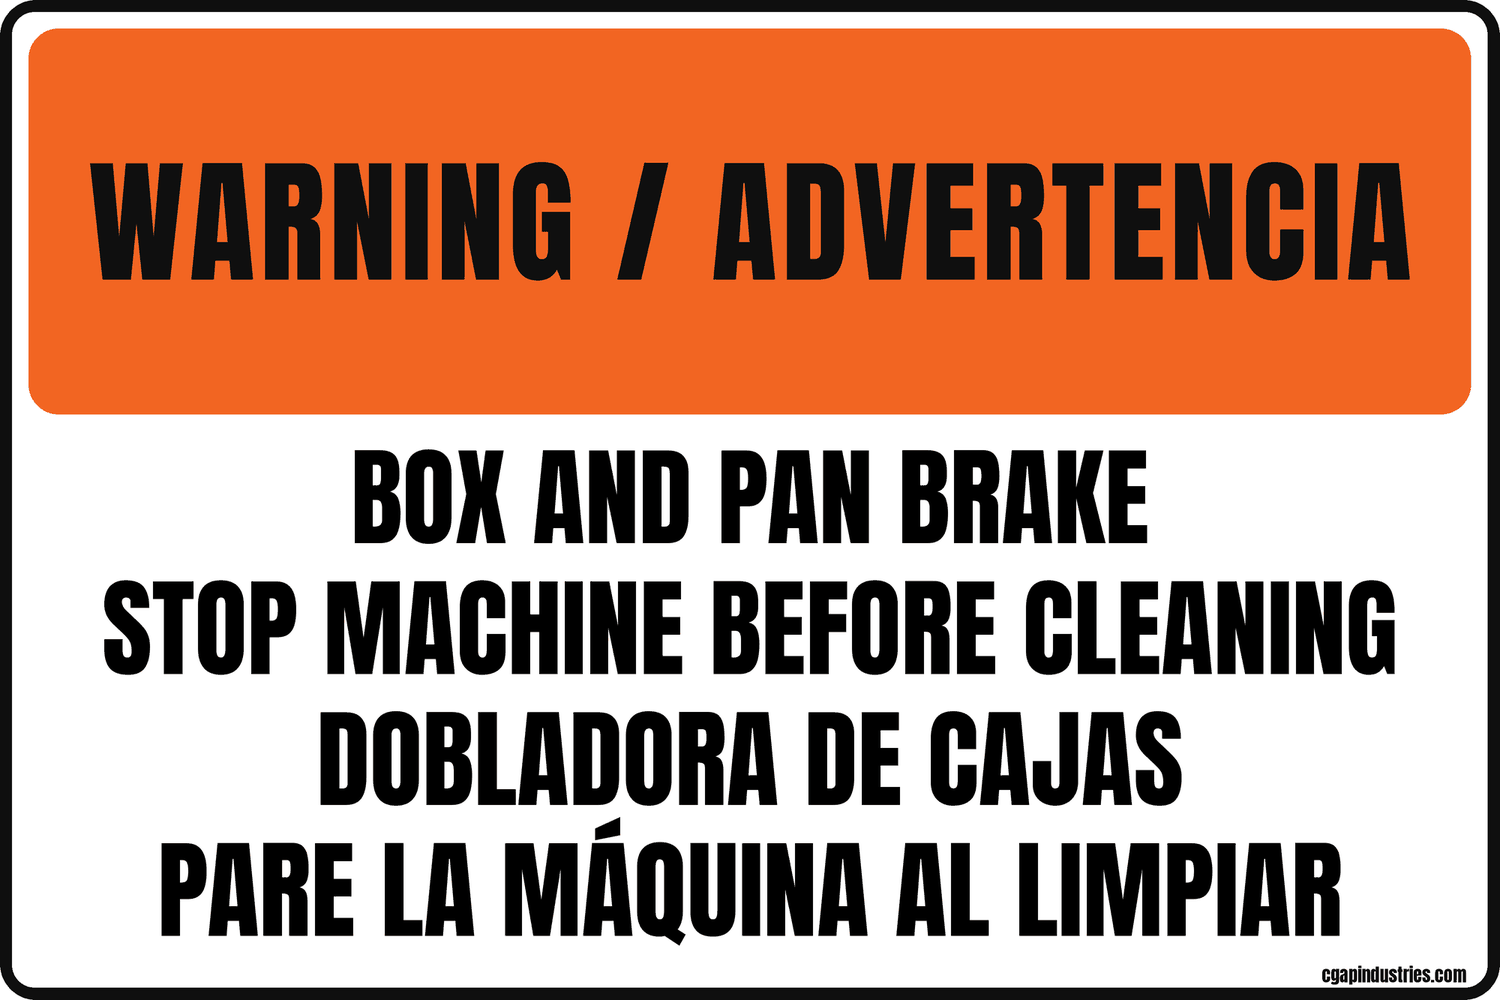 WARNING / ADVERTENCIA
BOX AND PAN BRAKE
STOP MACHINE BEFORE CLEANING
DOBLADORA DE CAJAS
PARE LA MÁQUINA AL LIMPIAR
cgapindustries.com